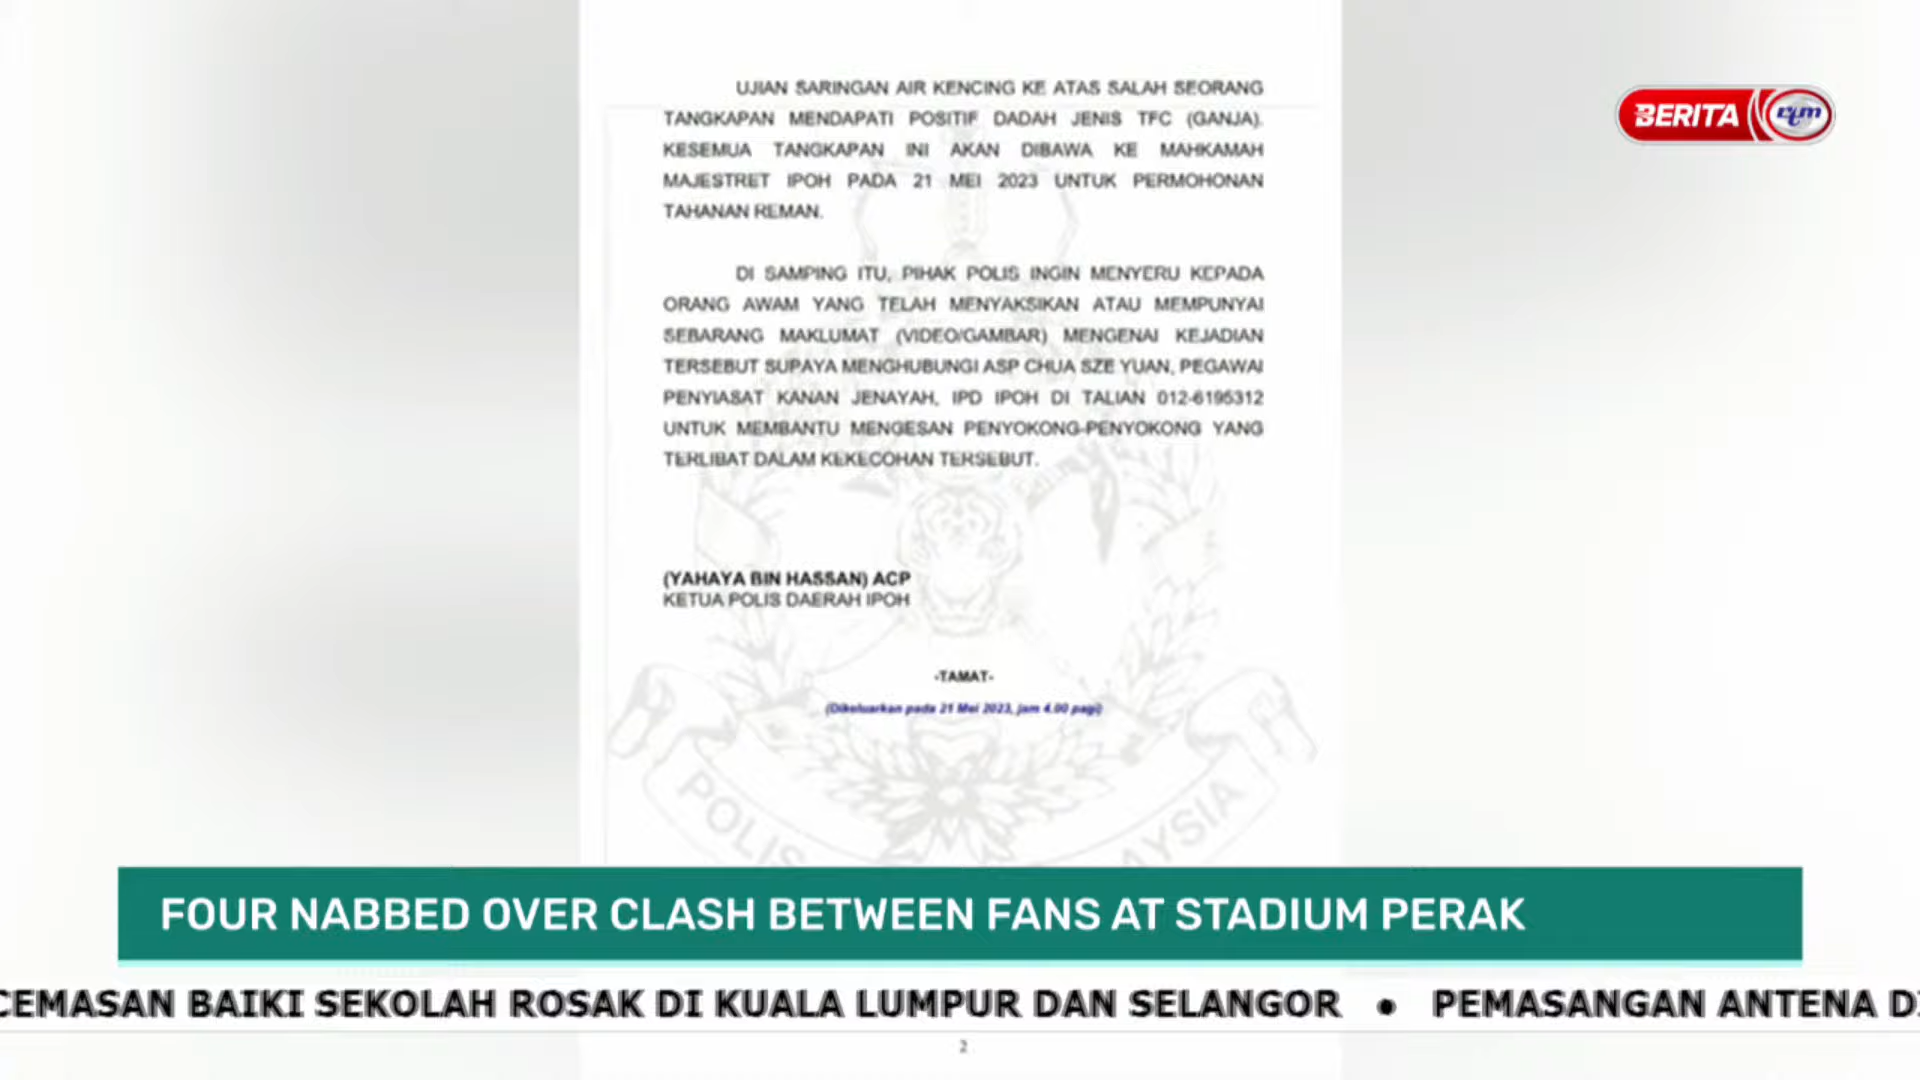 UJIAN SARINGAN AIR KENCING KE ATAS SALAH SEORANG
TANGKAPAN MENDAPATI POSITIF DADAH JENIS TFC (GANJA).
KESEMUA TANGKAPAN INI AKAN DIBAWA KE MAHKAMAH
MAJESTRET IPOH PADA 21 MEI 2023 UNTUK PERMOHONAN
TAHANAN REMAN.
DI SAMPING ITU, PIHAK POLIS INGIN MENYERU KEPADA
ORANG AWAM YANG TELAH MENYAKSIKAN ATAU MEMPUNYAI
SEBARANG MAKLUMAT (VIDEO/GAMBAR) MENGENAI KEJADIAN
TERSEBUT SUPAYA MENGHUBUNGI ASP CHUA SZE YUAN, PEGAWAI
PENYIASAT KANAN JENAYAH, IPD IPOH DI TALIAN 012-6195312
UNTUK MEMBANTU MENGESAN PENYOKONG-PENYOKONG YANG
TERLIBAT DALAM KEKECOHAN TERSEBUT.
(YAHAYA BIN HASSAN) ACP
KETUA POLIS DAERAH IPOH
-TAMAT-
(Dikeluarkan pada 21 Mei 2023, jam 4.00 pagi)
POLIS AYSIA
BERITA rtm
FOUR NABBED OVER CLASH BETWEEN FANS AT STADIUM PERAK
CEMASAN BAIKI SEKOLAH ROSAK DI KUALA LUMPUR DAN SELANGOR • PEMASANGAN ANTENA DI
2